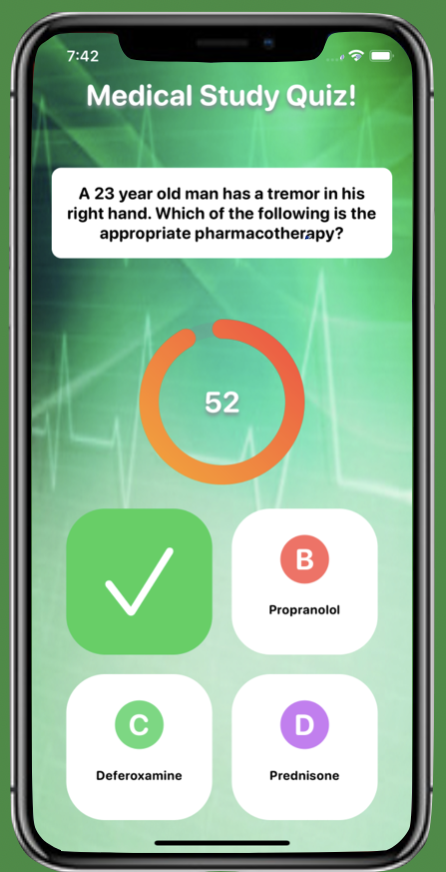 7:42
Medical Study Quiz!
A 23 year old man has a tremor in his
right hand. Which of the following is the
appropriate pharmacotherapy?
52
B
Propranolol
C
Deferoxamine
D
Prednisone